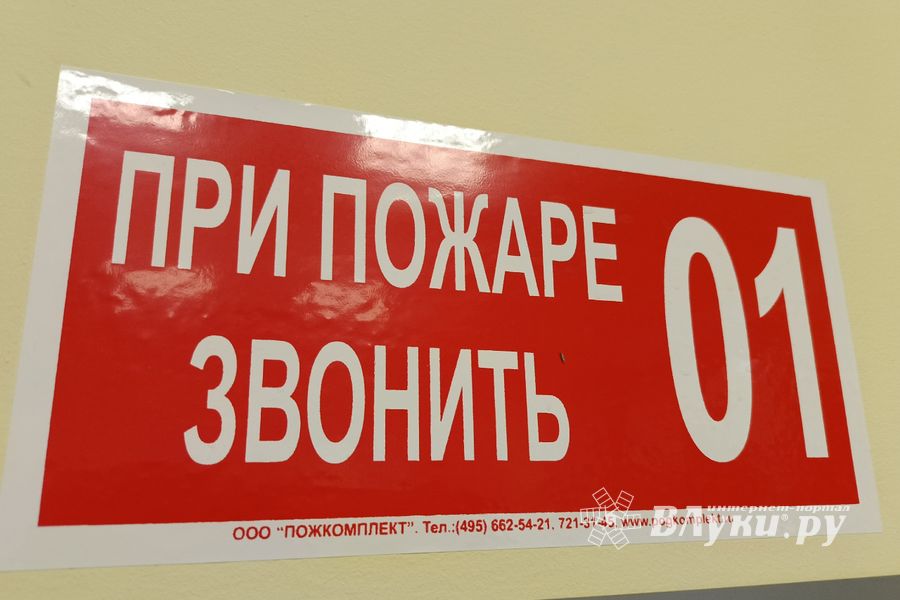 ПРИ ПОЖАРЕ
ЗВОНИТЬ
01
ООО "ПОЖКОМПЛЕКТ". Тел.:(495) 662-54-21, 721-31-45, www.pogkomplekt.ru
интернет-портал
ВЛуки.ру